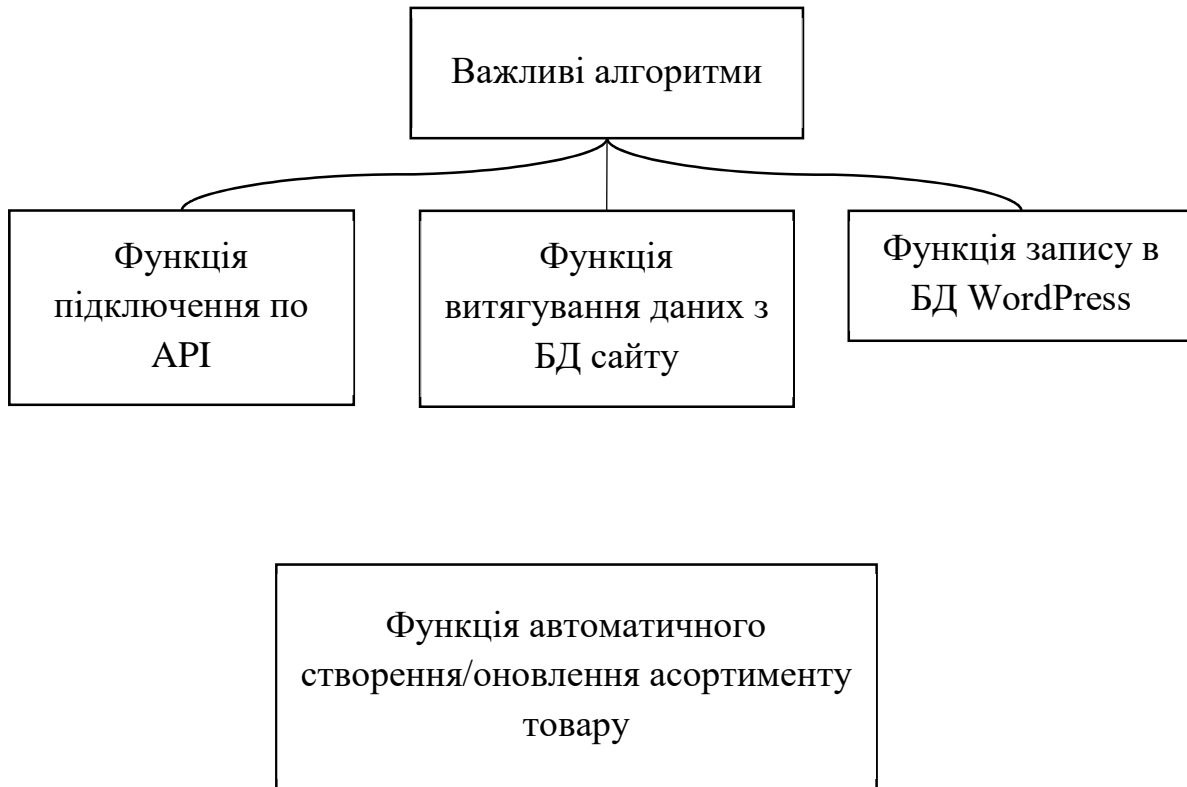 Важливі алгоритми
Функція
підключення по
API
Функція
витягування даних з
БД сайту
Функція запису в
БД WordPress
Функція автоматичного
створення/оновлення асортименту
товару